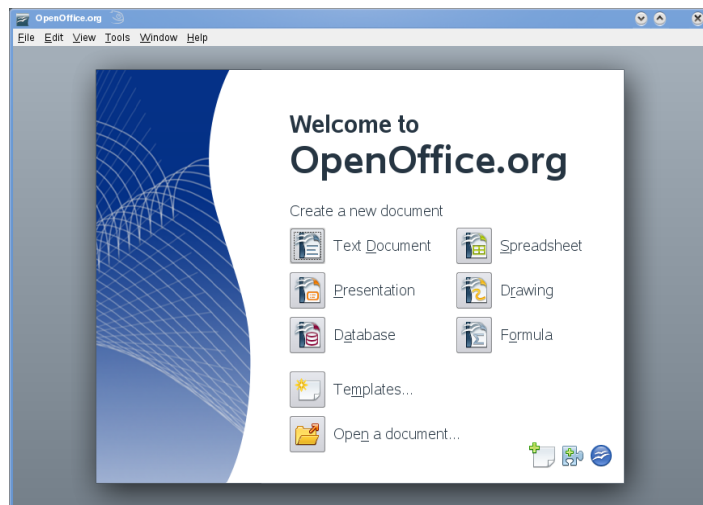 OpenOffice.org
File Edit View Tools Window Help
Welcome to
OpenOffice.org
Create a new document
Text Document Spreadsheet
Presentation Drawing
Database Formula
Templates...
Open a document...